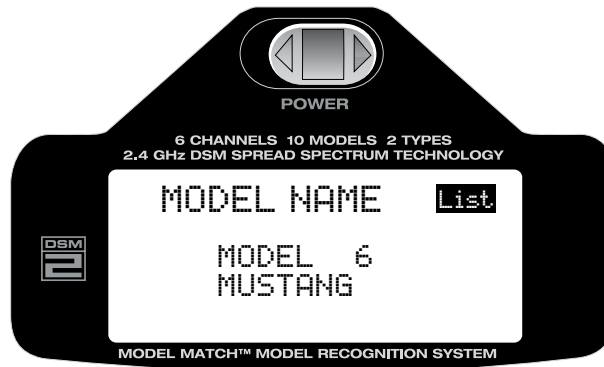 POWER
6 CHANNELS 10 MODELS 2 TYPES
2.4 GHz DSM SPREAD SPECTRUM TECHNOLOGY
MODEL NAME List
MODEL 6
MUSTANG
DSM
2
MODEL MATCH™ MODEL RECOGNITION SYSTEM